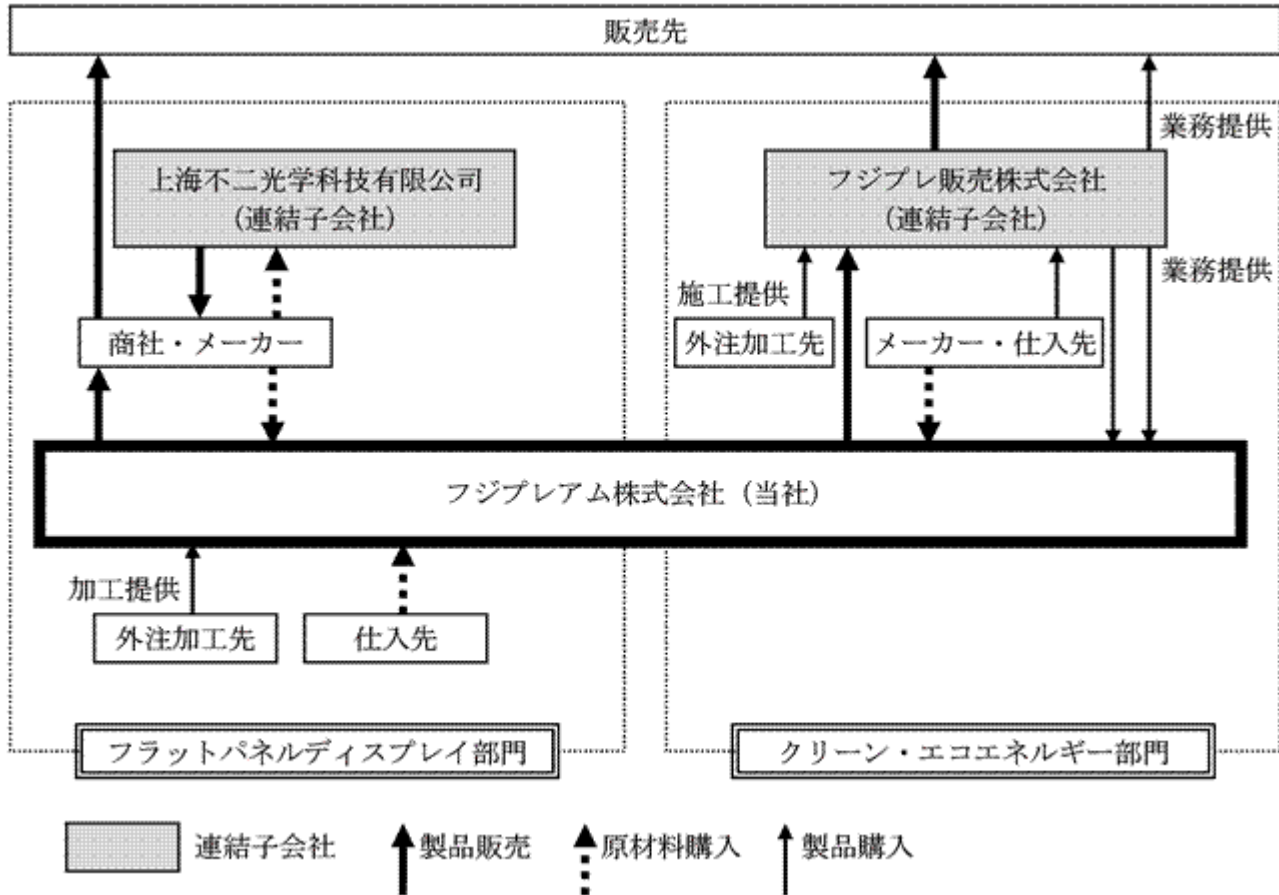 販売先
業務提供
上海不二光学科技有限公司
(連結子会社)
フジプレ販売株式会社
(連結子会社)
業務提供
施工提供
商社・メーカー
外注加工先
メーカー・仕入先
フジプレアム株式会社(当社)
加工提供
外注加工先
仕入先
フラットパネルディスプレイ部門
クリーン・エコエネルギー部門
連結子会社
製品販売
原材料購入
製品購入